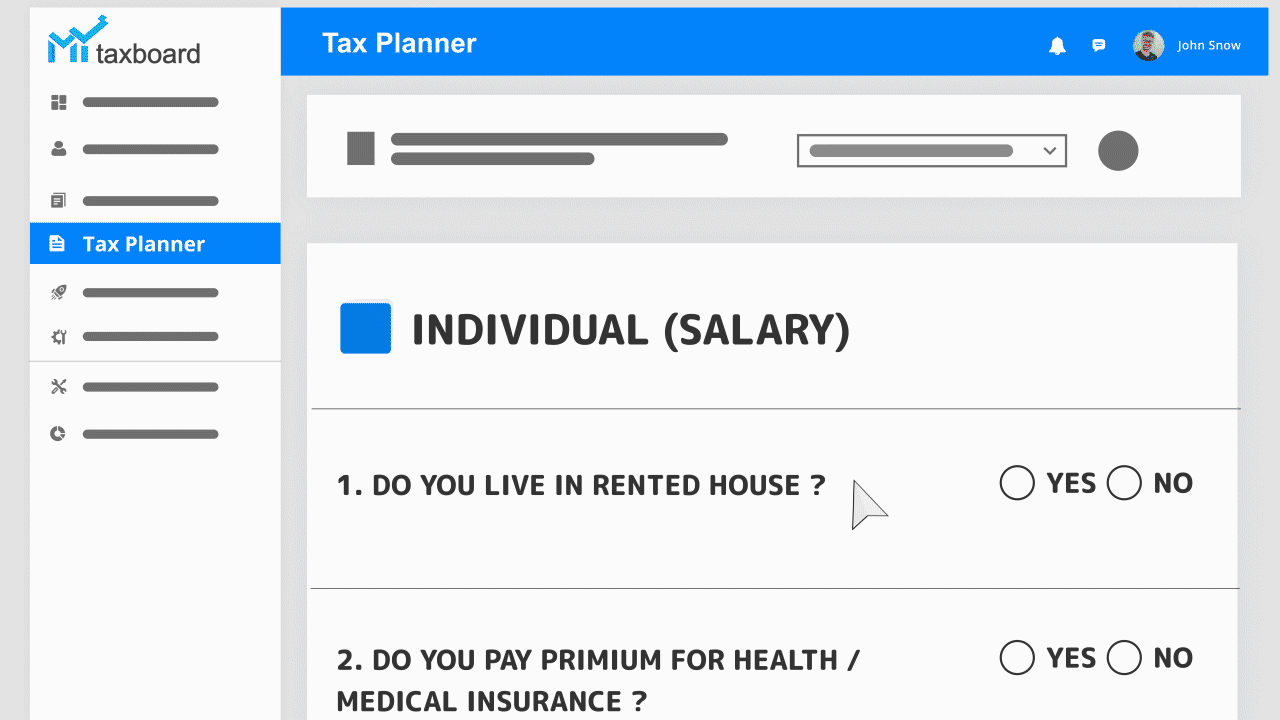 My taxboard
Tax Planner
John Snow
Tax Planner
INDIVIDUAL (SALARY)
1. DO YOU LIVE IN RENTED HOUSE ?
YES NO
2. DO YOU PAY PRIMIUM FOR HEALTH /
MEDICAL INSURANCE ?
YES NO